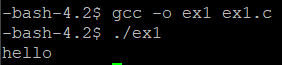 -bash-4.2$ gcc -o ex1 ex1.c
-bash-4.2$ ./ex1
hello